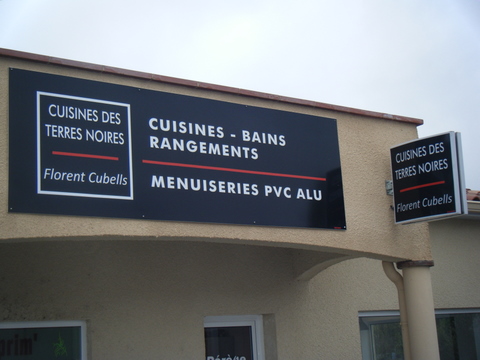 CUISINES DES
TERRES NOIRES
Florent Cubells
CUISINES - BAINS
RANGEMENTS
MENUISERIES PVC ALU
CUISINES DES
TERRES NOIRES
Florent Cubells